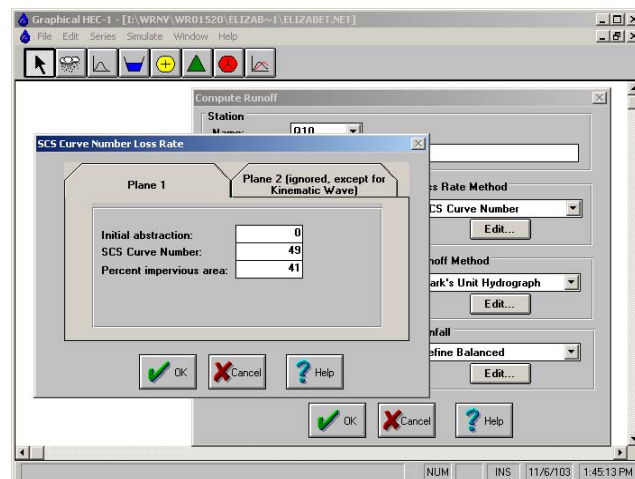 Graphical HEC-1 - [I:\WRNV\WR01520\ELIZAB~1\ELIZABET.NET]
File Edit Series Simulate Window Help
Compute Runoff
Station
Name: Q10
SCS Curve Number Loss Rate
Plane 1
Plane 2 (ignored, except for
Kinematic Wave)
Initial abstraction: 0
SCS Curve Number: 49
Percent impervious area: 41
OK
Cancel
Help
ss Rate Method
CS Curve Number
Edit...
noff Method
ark's Unit Hydrograph
Edit...
nfall
efine Balanced
Edit...
OK
Cancel
Help
NUM INS 11/6/103 1:45:13 PM